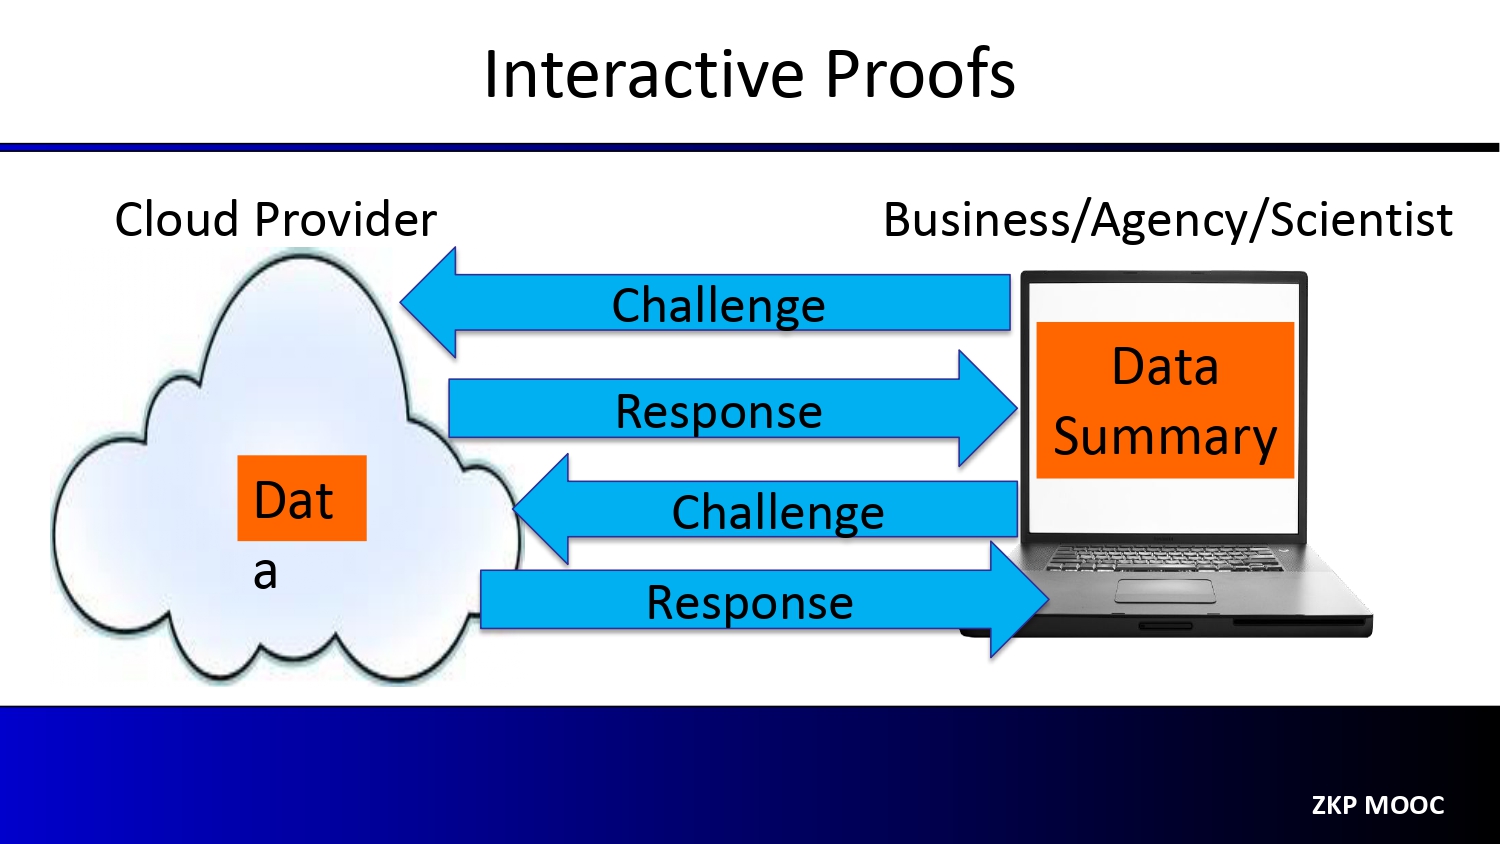 Interactive Proofs
Cloud Provider
Business/Agency/Scientist
Challenge
Data
Summary
Response
Dat
a
Challenge
Response
ZKP MOOC